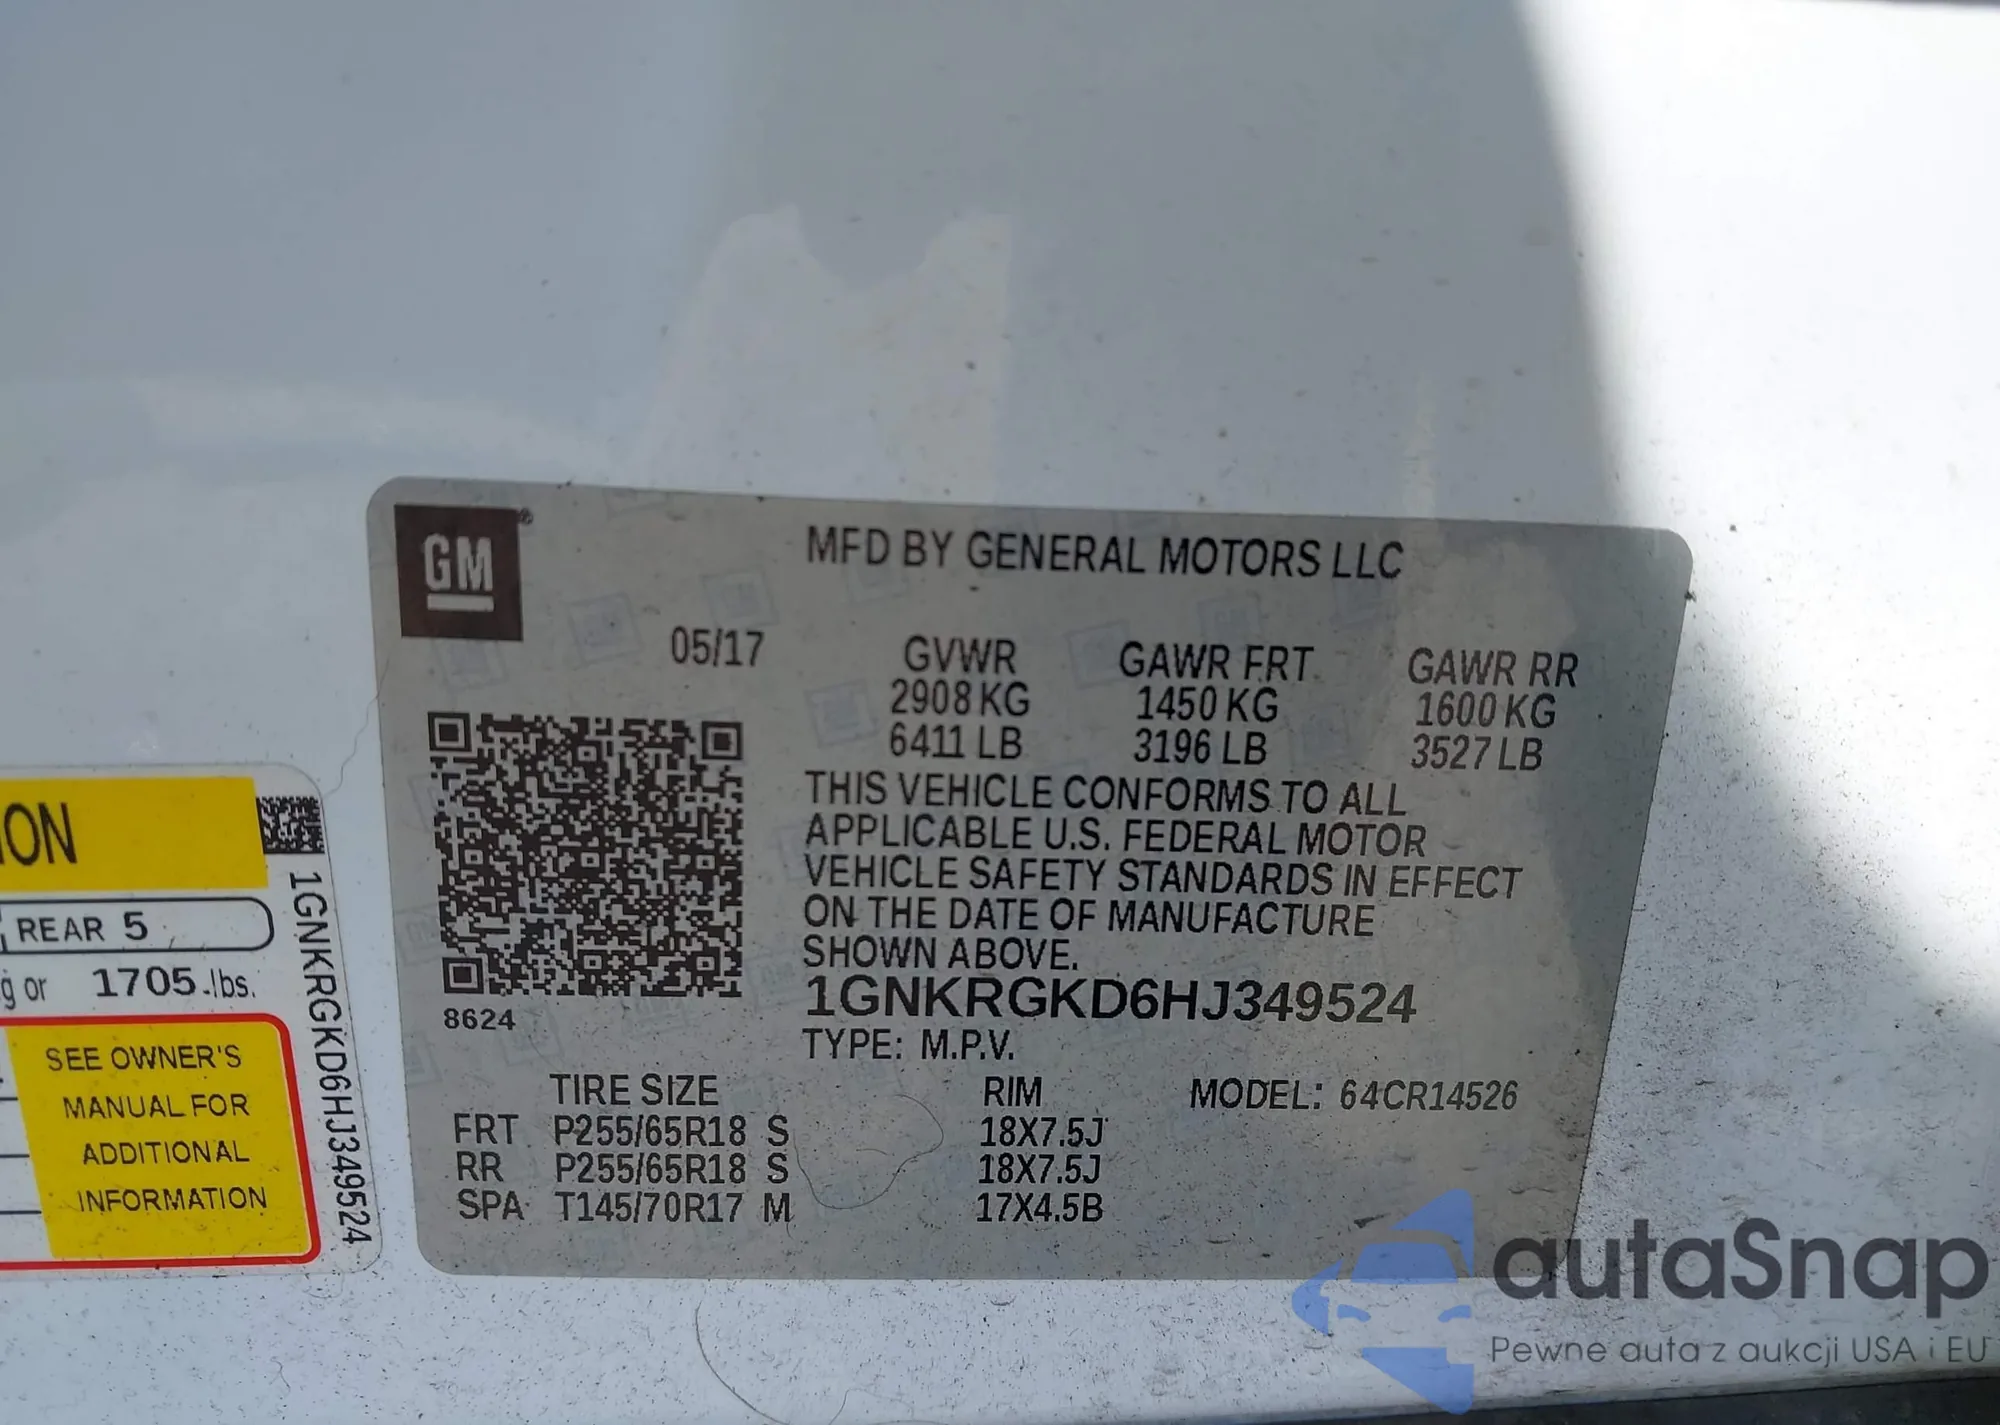 GM®
MFD BY GENERAL MOTORS LLC
05/17
GVWR GAWR FRT GAWR RR
2908 KG 1450 KG 1600 KG
6411 LB 3196 LB 3527 LB
THIS VEHICLE CONFORMS TO ALL
APPLICABLE U.S. FEDERAL MOTOR
VEHICLE SAFETY STANDARDS IN EFFECT
ON THE DATE OF MANUFACTURE
SHOWN ABOVE.
1GNKRGKD6HJ349524
8624
TYPE: M.P.V.
TIRE SIZE RIM MODEL: 64CR14526
FRT P255/65R18 S 18X7.5J
RR P255/65R18 S 18X7.5J
SPA T145/70R17 M 17X4.5B
ION
REAR 5
g or 1705 lbs.
SEE OWNER'S
MANUAL FOR
ADDITIONAL
INFORMATION
1GNKRGKD6HJ349524
autaSnap
Pewne auta z aukcji USA i EU